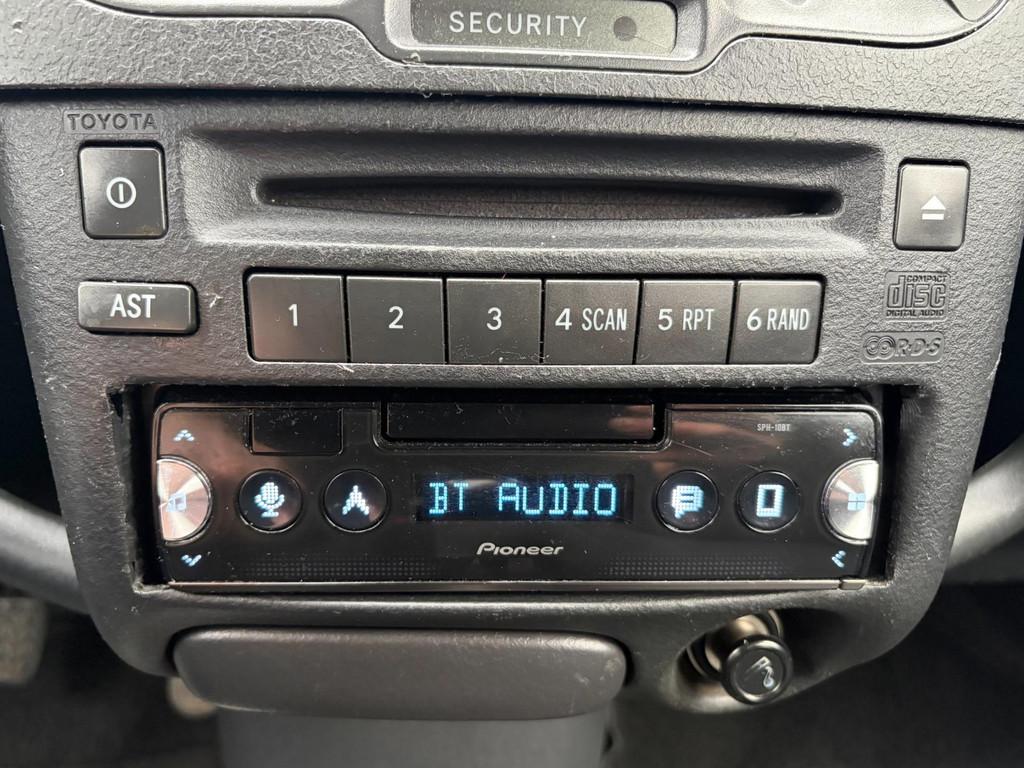 SECURITY
TOYOTA
AST
1
2
3
4 SCAN
5 RPT
6 RAND
COMPACT
disc
DIGITAL AUDIO
R·D·S
SPH-10BT
BT AUDIO
Pioneer